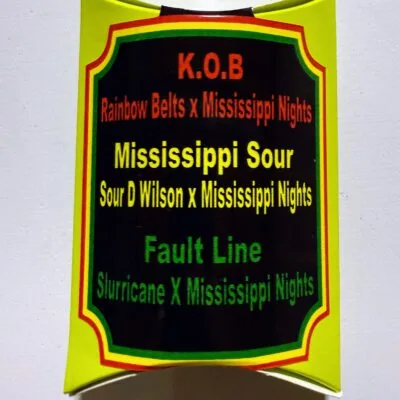 K.O.B
Rainbow Belts x Mississippi Nights
Mississippi Sour
Sour D Wilson x Mississippi Nights
Fault Line
Slurricane X Mississippi Nights